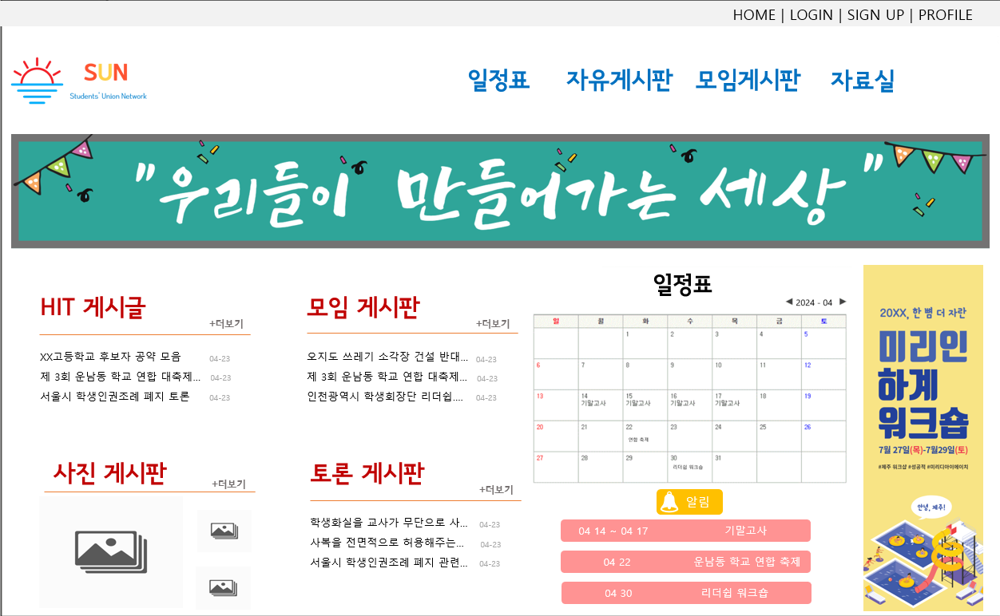 HOME | LOGIN | SIGN UP | PROFILE
SUN
Students' Union Network
일정표 자유게시판 모임게시판 자료실
"우리들이 만들어가는 세상"
HIT 게시글
+더보기
XX고등학교 후보자 공약 모음 04-23
제 3회 운남동 학교 연합 대축제... 04-23
서울시 학생인권조례 폐지 토론 04-23
모임 게시판
+더보기
오지도 쓰레기 소각장 건설 반대... 04-23
제 3회 운남동 학교 연합 대축제... 04-23
인천광역시 학생회장단 리더쉽.... 04-23
사진 게시판
+더보기
토론 게시판
+더보기
학생화실을 교사가 무단으로 사... 04-23
사복을 전면적으로 허용해주는... 04-23
서울시 학생인권조례 폐지 관련... 04-23
일정표
◀ 2024 - 04 ▶
일 월 화 수 목 금 토
1 2 3 4 5
6 7 8 9 10 11 12
13 14 15 16 17 18 19
기말고사 기말고사 기말고사 기말고사
20 21 22 23 24 25 26
연합 축제
27 28 29 30 31
리더쉽 워크숍
알림
04 14 ~ 04 17 기말고사
04 22 운남동 학교 연합 축제
04 30 리더쉽 워크숍
20XX, 한 뼘 더 자란
미리인
하계
워크숍
7월 27일(목)-7월29일(토)
#제주 워크샵 #성공적 #미리디아이에이치
안녕, 제주!